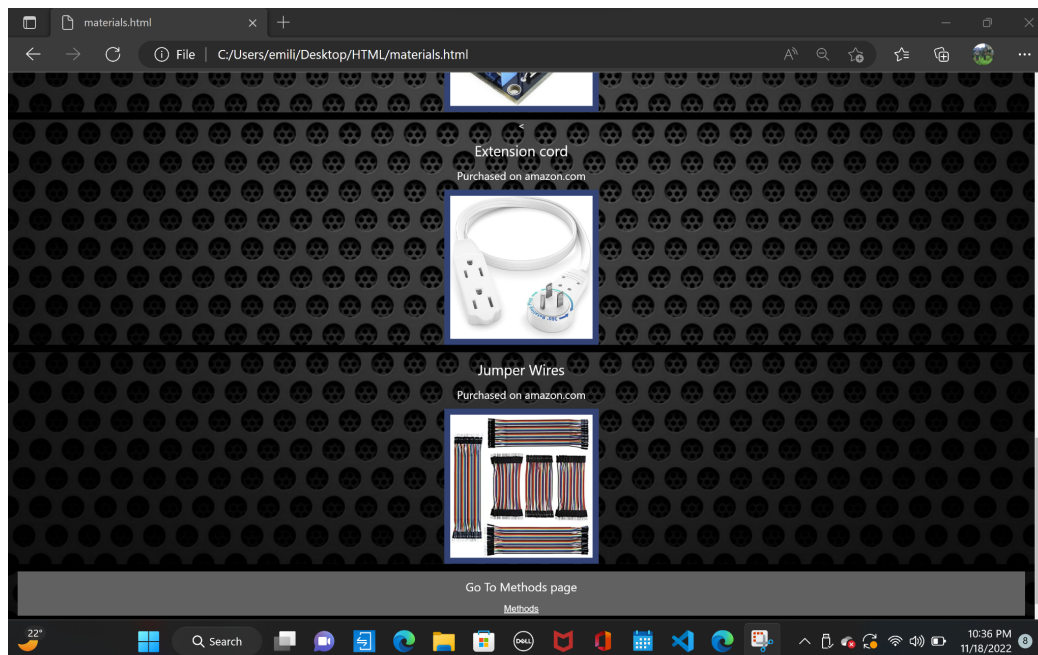 materials.html
File C:/Users/emili/Desktop/HTML/materials.html
<
Extension cord
Purchased on amazon.com
Jumper Wires
Purchased on amazon.com
Go To Methods page
Methods
22°
Search
DELL
10:36 PM
11/18/2022
8